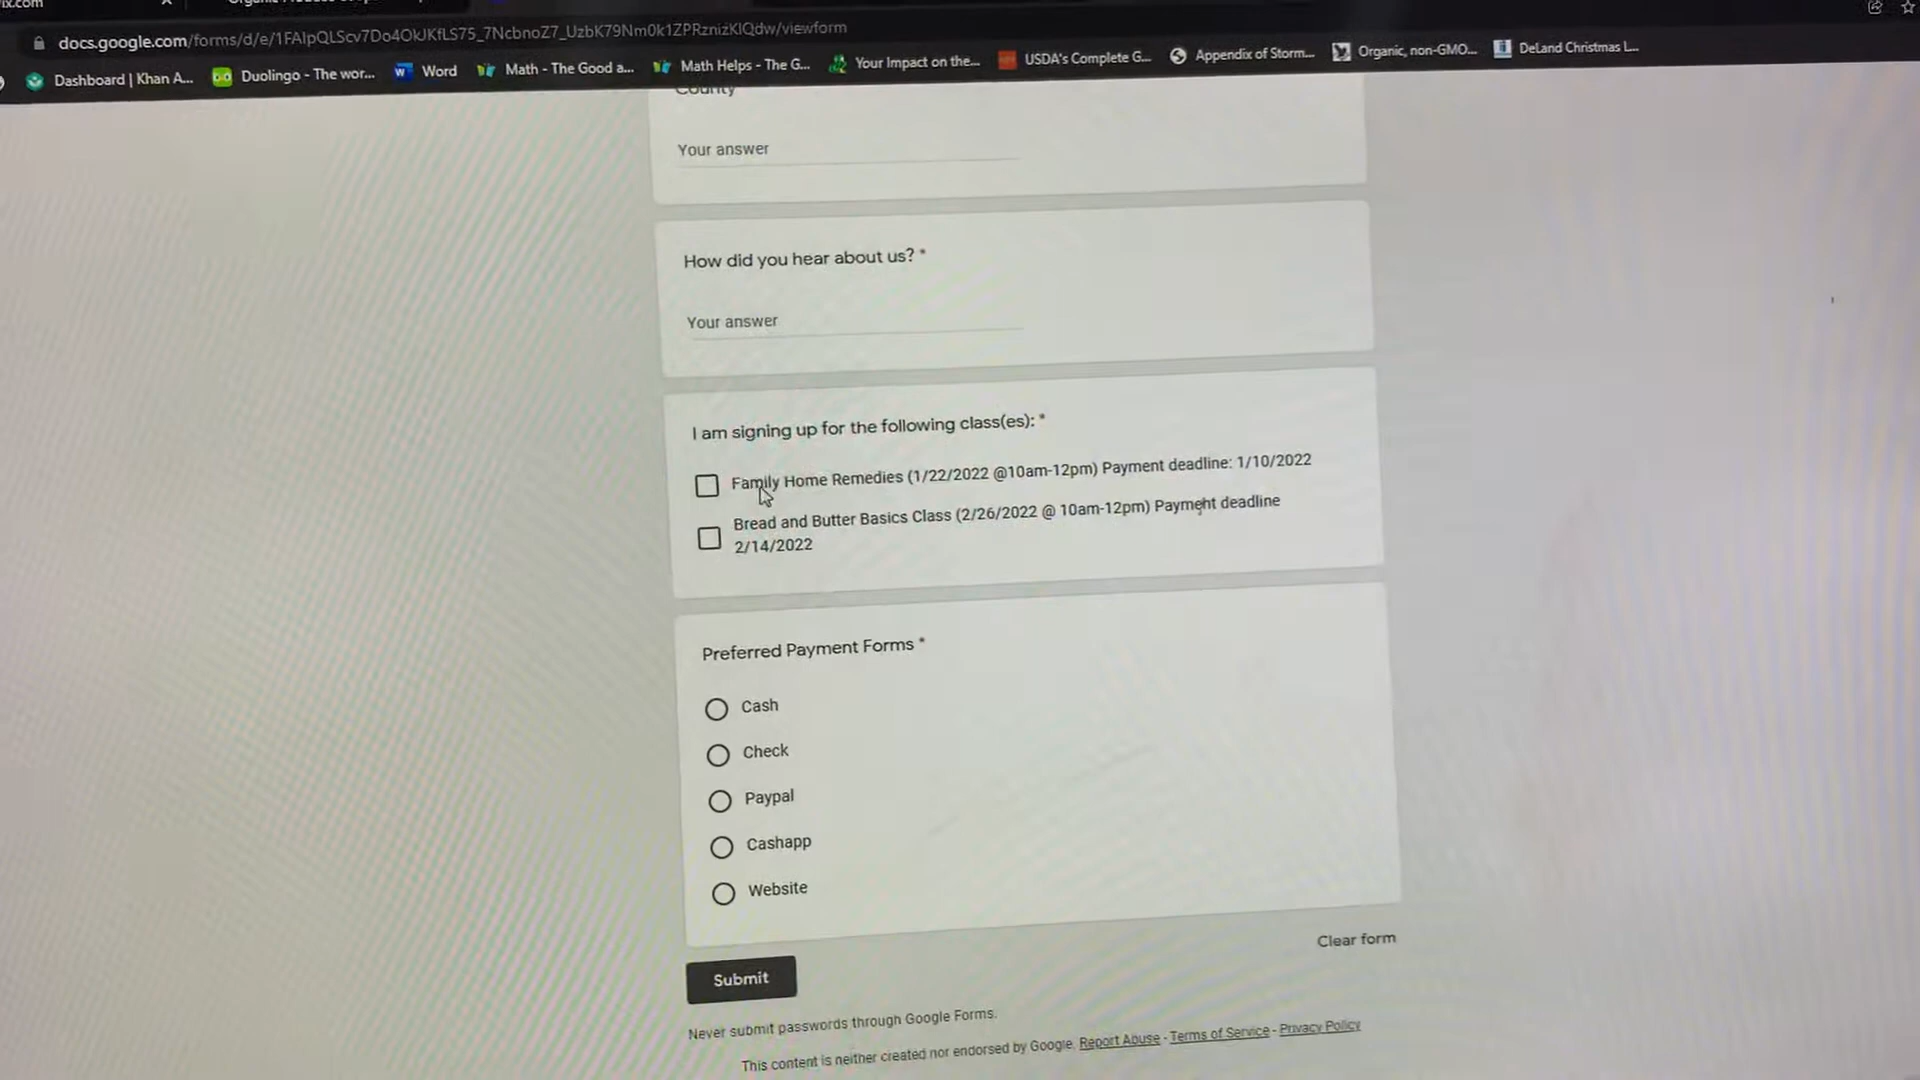 docs.google.com/forms/d/e/1FAIpQLScv7Do4OkJKfLS75_7NcbnoZ7_UzbK79Nm0k1ZPRznizKlQdw/viewform
Dashboard | Khan A... Duolingo - The wor... Word Math - The Good a... Math Helps - The G... Your Impact on the... USDA's Complete G... Appendix of Storm... Organic, non-GMO... DeLand Christmas L...
County
Your answer
How did you hear about us? *
Your answer
I am signing up for the following class(es): *
Family Home Remedies (1/22/2022 @10am-12pm) Payment deadline: 1/10/2022
Bread and Butter Basics Class (2/26/2022 @ 10am-12pm) Payment deadline
2/14/2022
Preferred Payment Forms *
Cash
Check
Paypal
Cashapp
Website
Clear form
Submit
Never submit passwords through Google Forms.
This content is neither created nor endorsed by Google. Report Abuse - Terms of Service - Privacy Policy